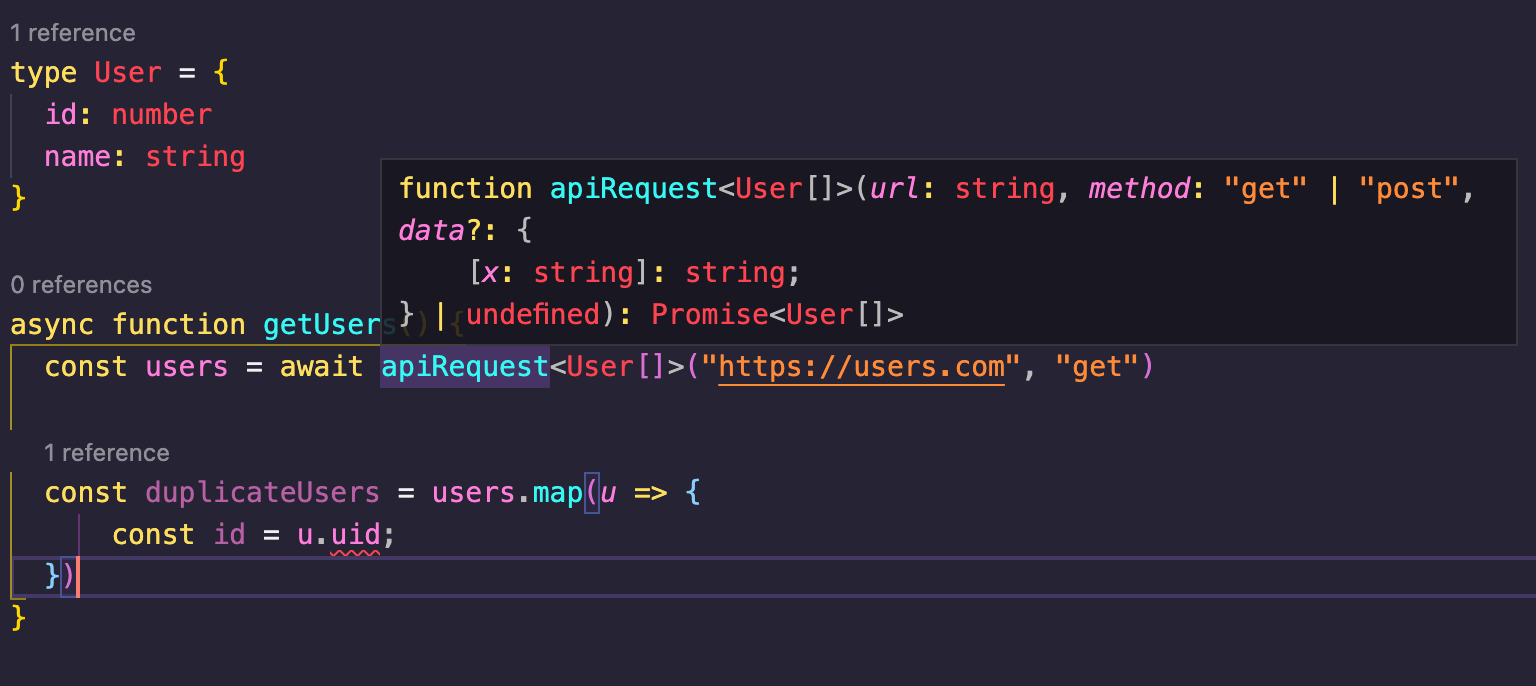 1 reference
type User = {
  id: number
  name: string
}
function apiRequest<User[]>(url: string, method: "get" | "post",
data?: {
    [x: string]: string;
} | undefined): Promise<User[]>
0 references
async function getUsers() {
  const users = await apiRequest<User[]>("https://users.com", "get")
  1 reference
  const duplicateUsers = users.map(u => {
      const id = u.uid;
  })
}